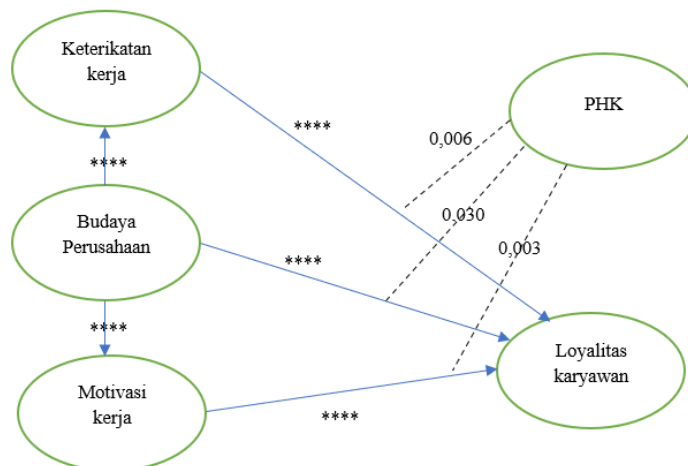 Keterikatan
kerja
PHK
****
0,006
****
Budaya
Perusahaan
0,030
****
0,003
****
Loyalitas
karyawan
Motivasi
kerja
****